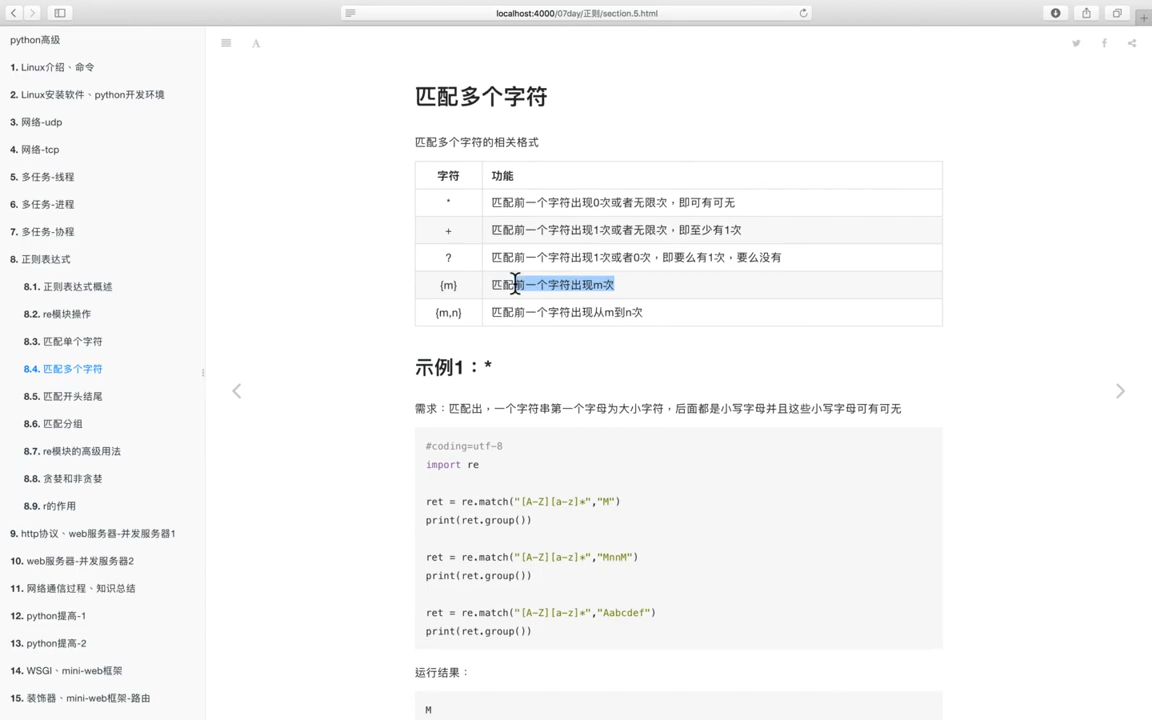 localhost:4000/07day/正则/section.5.html
python高级
1. Linux介绍、命令
2. Linux安装软件、python开发环境
3. 网络-udp
4. 网络-tcp
5. 多任务-线程
6. 多任务-进程
7. 多任务-协程
8. 正则表达式
8.1. 正则表达式概述
8.2. re模块操作
8.3. 匹配单个字符
8.4. 匹配多个字符
8.5. 匹配开头结尾
8.6. 匹配分组
8.7. re模块的高级用法
8.8. 贪婪和非贪婪
8.9. r的作用
9. http协议、web服务器-并发服务器1
10. web服务器-并发服务器2
11. 网络通信过程、知识总结
12. python提高-1
13. python提高-2
14. WSGI、mini-web框架
15. 装饰器、mini-web框架-路由
A
匹配多个字符
匹配多个字符的相关格式
字符 功能
* 匹配前一个字符出现0次或者无限次，即可有可无
+ 匹配前一个字符出现1次或者无限次，即至少有1次
? 匹配前一个字符出现1次或者0次，即要么有1次，要么没有
{m} 匹配前一个字符出现m次
{m,n} 匹配前一个字符出现从m到n次
示例1：*
需求：匹配出，一个字符串第一个字母为大小字符，后面都是小写字母并且这些小写字母可有可无
#coding=utf-8
import re
ret = re.match("[A-Z][a-z]*","M")
print(ret.group())
ret = re.match("[A-Z][a-z]*","MnnM")
print(ret.group())
ret = re.match("[A-Z][a-z]*","Aabcdef")
print(ret.group())
运行结果：
M